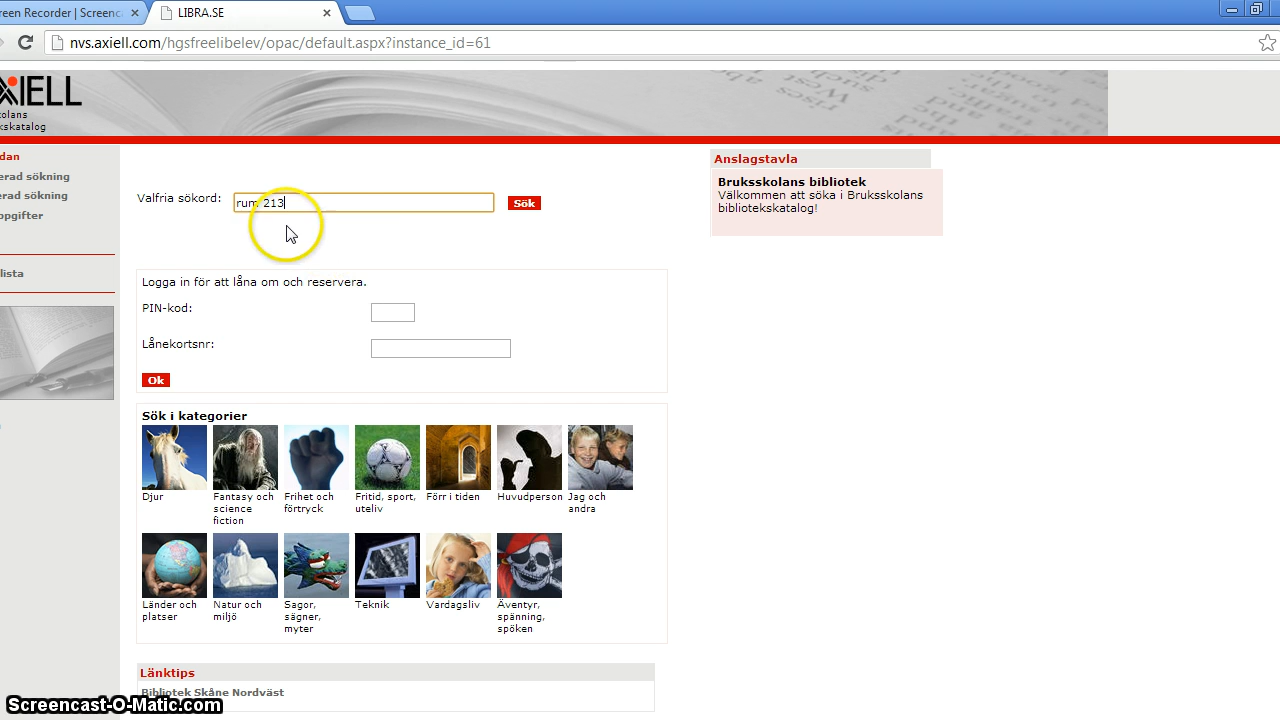 reen Recorder | Screenc
LIBRA.SE
nvs.axiell.com/hgsfreelibelev/opac/default.aspx?instance_id=61
XIELL
kolans
kskatalog
dan
erad sökning
erad sökning
ppgifter
lista
Valfria sökord:
rum 213
Sök
Logga in för att låna om och reservera.
PIN-kod:
Lånekortsnr:
Ok
Sök i kategorier
Djur
Fantasy och
science
fiction
Frihet och
förtryck
Fritid, sport,
uteliv
Förr i tiden
Huvudperson
Jag och
andra
Länder och
platser
Natur och
miljö
Sagor,
sägner,
myter
Teknik
Vardagsliv
Äventyr,
spänning,
spöken
Länktips
Bibliotek Skåne Nordväst
Anslagstavla
Bruksskolans bibliotek
Välkommen att söka i Bruksskolans
bibliotekskatalog!
Screencast-O-Matic.com